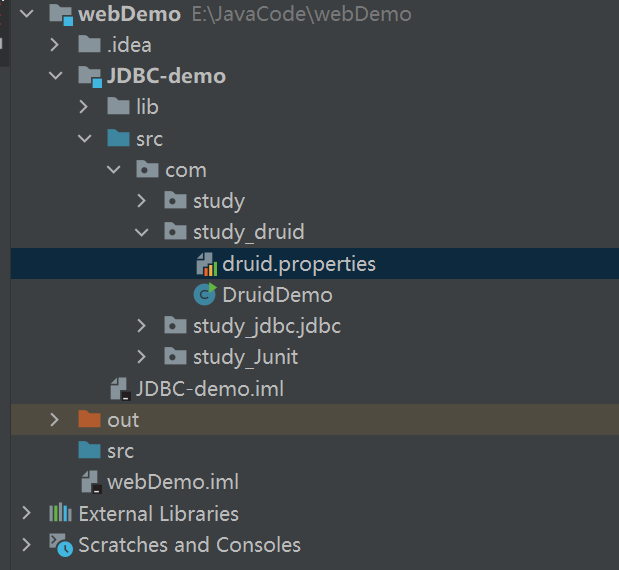 webDemo E:\JavaCode\webDemo
.idea
JDBC-demo
lib
src
com
study
study_druid
druid.properties
DruidDemo
study_jdbc.jdbc
study_Junit
JDBC-demo.iml
out
src
webDemo.iml
External Libraries
Scratches and Consoles